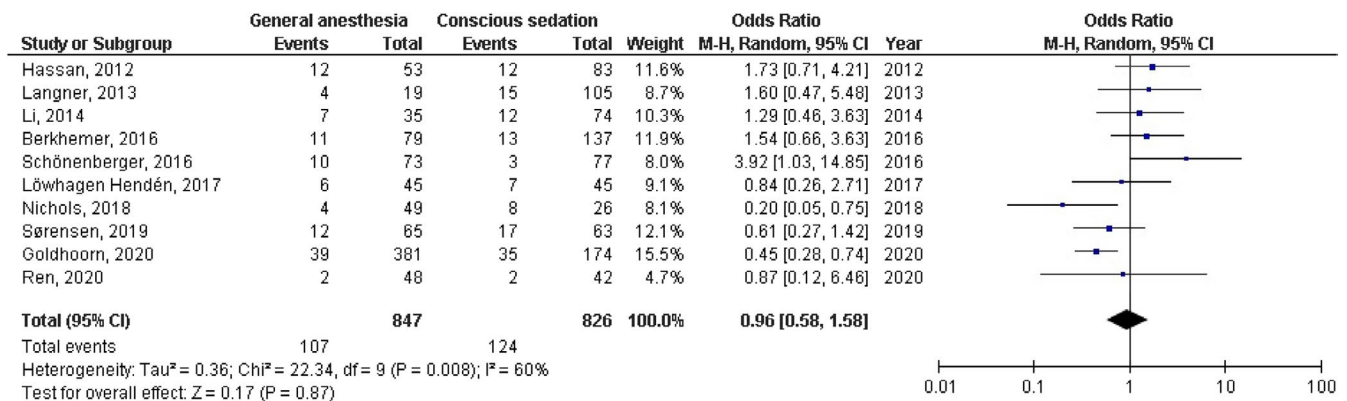 General anesthesia Conscious sedation Odds Ratio Odds Ratio
Study or Subgroup Events Total Events Total Weight M-H, Random, 95% CI Year M-H, Random, 95% CI
Hassan, 2012 12 53 12 83 11.6% 1.73 [0.71, 4.21] 2012
Langner, 2013 4 19 15 105 8.7% 1.60 [0.47, 5.48] 2013
Li, 2014 7 35 12 74 10.3% 1.29 [0.46, 3.63] 2014
Berkhemer, 2016 11 79 13 137 11.9% 1.54 [0.66, 3.63] 2016
Schönenberger, 2016 10 73 3 77 8.0% 3.92 [1.03, 14.85] 2016
Löwhagen Hendén, 2017 6 45 7 45 9.1% 0.84 [0.26, 2.71] 2017
Nichols, 2018 4 49 8 26 8.1% 0.20 [0.05, 0.75] 2018
Sørensen, 2019 12 65 17 63 12.1% 0.61 [0.27, 1.42] 2019
Goldhoorn, 2020 39 381 35 174 15.5% 0.45 [0.28, 0.74] 2020
Ren, 2020 2 48 2 42 4.7% 0.87 [0.12, 6.46] 2020
Total (95% CI) 847 826 100.0% 0.96 [0.58, 1.58]
Total events 107 124
Heterogeneity: Tau² = 0.36; Chi² = 22.34, df = 9 (P = 0.008); I² = 60%
Test for overall effect: Z = 0.17 (P = 0.87)
0.01 0.1 1 10 100